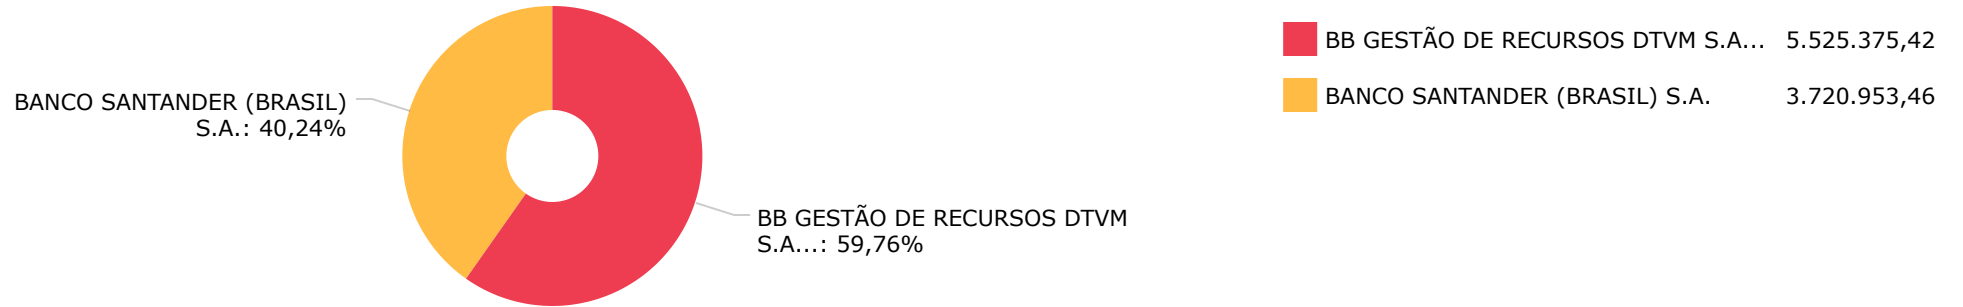 BANCO SANTANDER (BRASIL)
S.A.: 40,24%
BB GESTÃO DE RECURSOS DTVM
S.A...: 59,76%
BB GESTÃO DE RECURSOS DTVM S.A... 5.525.375,42
BANCO SANTANDER (BRASIL) S.A. 3.720.953,46